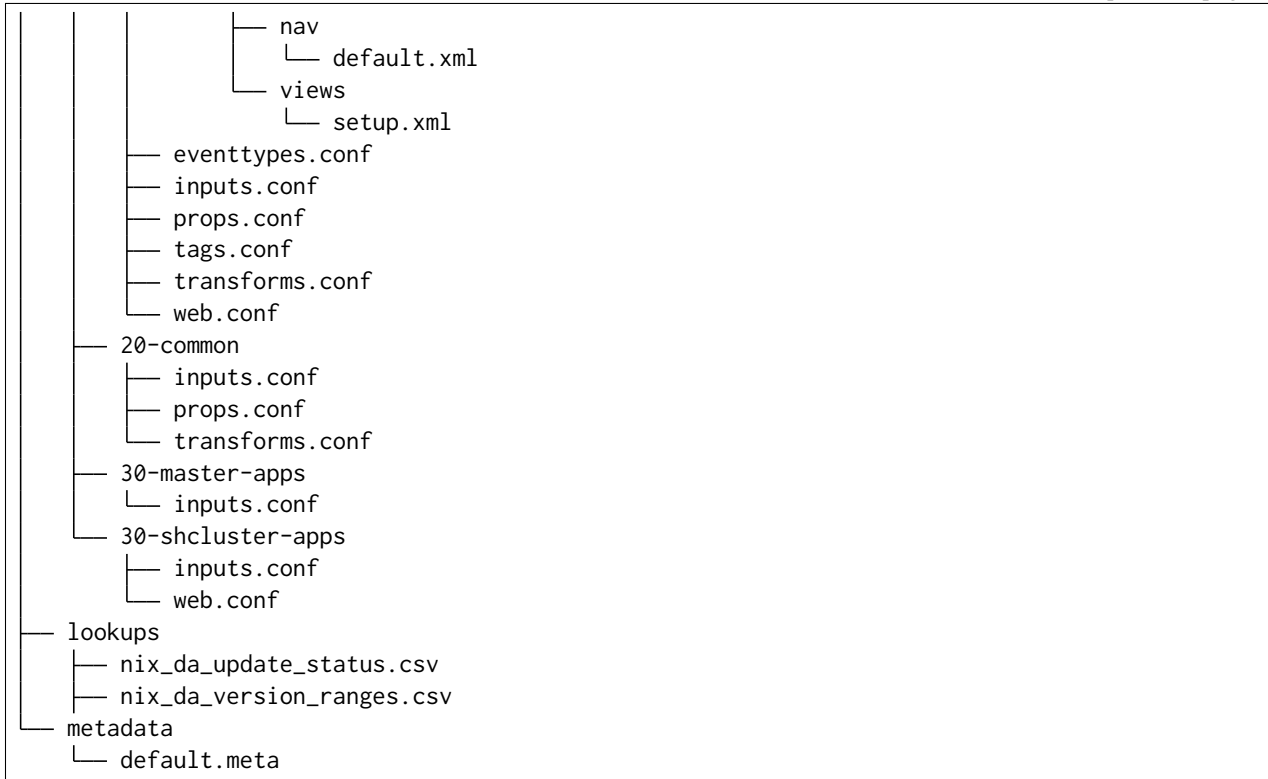 ├── nav
│   └── default.xml
└── views
    └── setup.xml
├── eventtypes.conf
├── inputs.conf
├── props.conf
├── tags.conf
├── transforms.conf
└── web.conf
├── 20-common
├── inputs.conf
├── props.conf
└── transforms.conf
├── 30-master-apps
└── inputs.conf
└── 30-shcluster-apps
├── inputs.conf
└── web.conf
├── lookups
├── nix_da_update_status.csv
├── nix_da_version_ranges.csv
└── metadata
└── default.meta